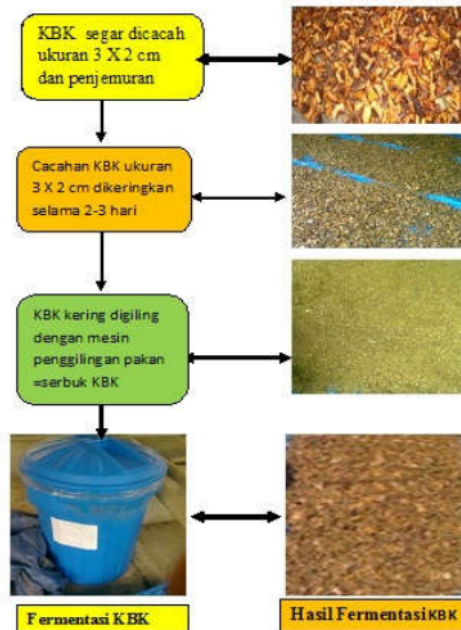 KBK segar dicacah
ukuran 3 X 2 cm
dan penjemuran
Cacahan KBK ukuran
3 X 2 cm dikeringkan
selama 2-3 hari
KBK kering digiling
dengan mesin
penggilingan pakan
=serbuk KBK
Fermentasi KBK
Hasil Fermentasi KBK